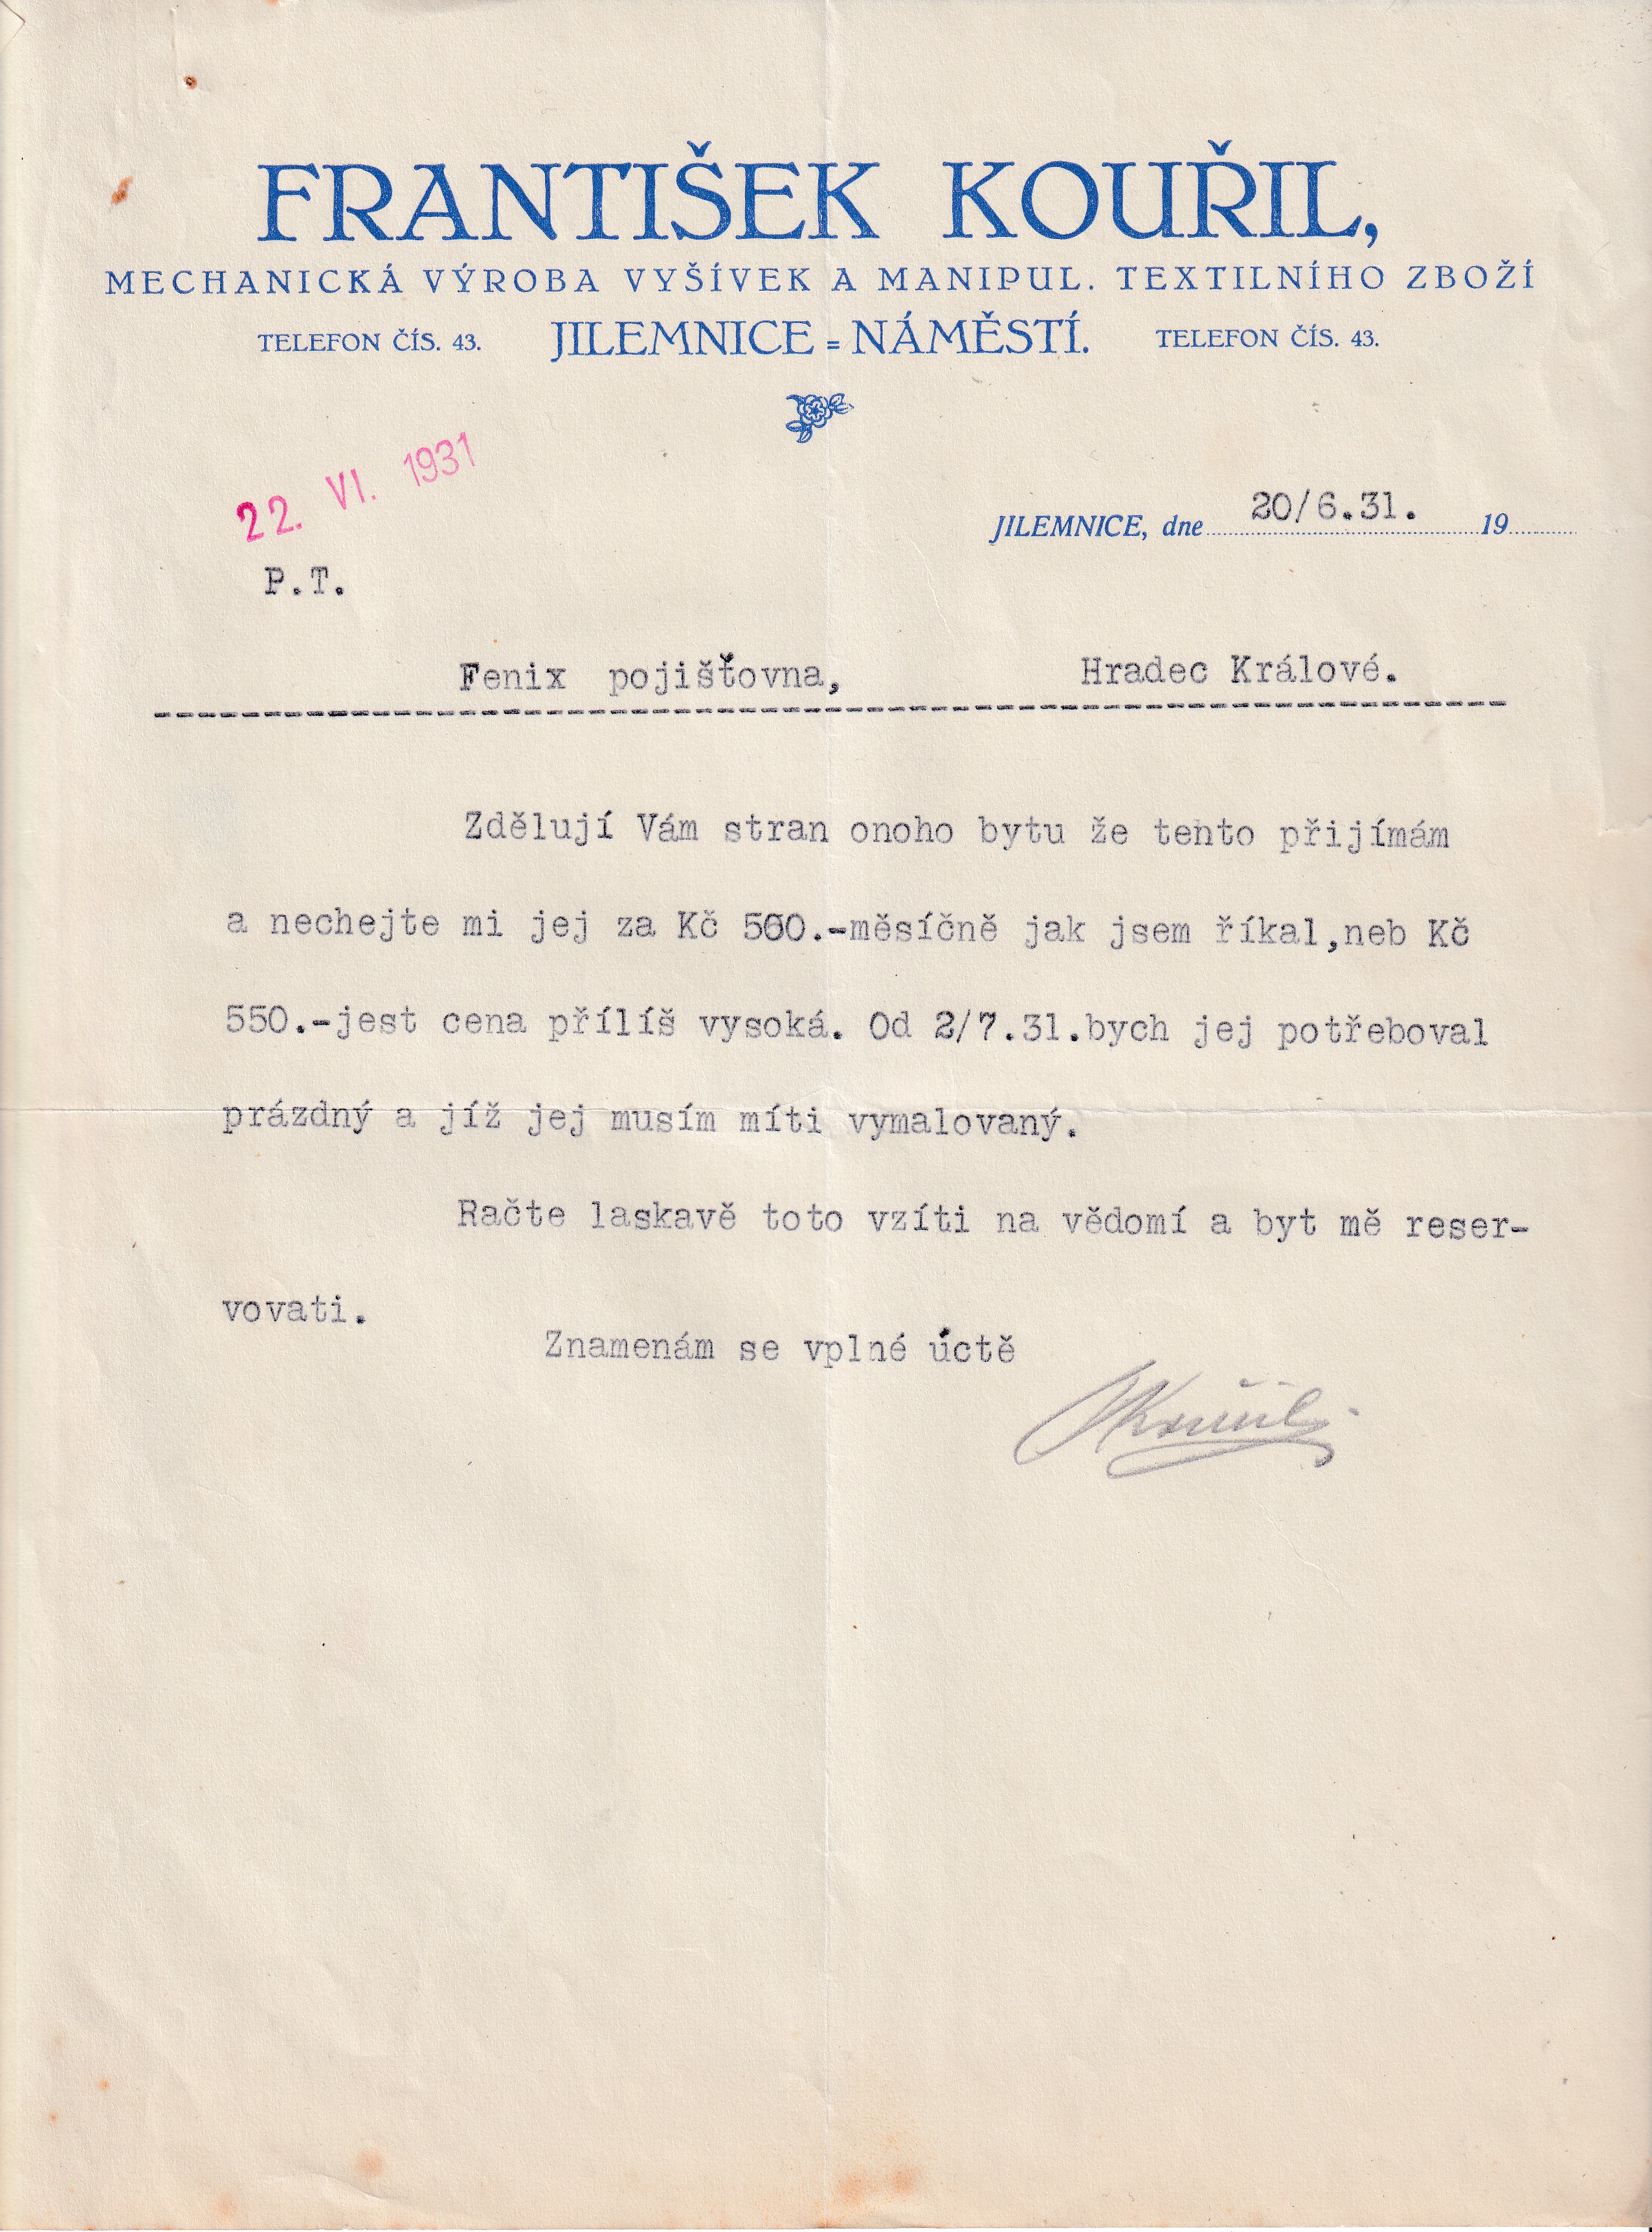 FRANTIŠEK KOUŘIL,
MECHANICKÁ VÝROBA VYŠÍVEK A MANIPUL. TEXTILNÍHO ZBOŽÍ
TELEFON ČÍS. 43. JILEMNICE = NÁMĚSTÍ. TELEFON ČÍS. 43.
22. VI. 1931
JILEMNICE, dne 20/6.31. 19
P.T.
Fenix pojišťovna, Hradec Králové.
Zdělují Vám stran onoho bytu že tento přijímám
a nechejte mi jej za Kč 500.-měsíčně jak jsem říkal,neb Kč
550.-jest cena přílíš vysoká. Od 2/7.31.bych jej potřeboval
prázdný a jíž jej musím míti vymalovaný.
Račte laskavě toto vzíti na vědomí a byt mě reser-
vovati.
Znamenám se vplné úctě
Kouřil